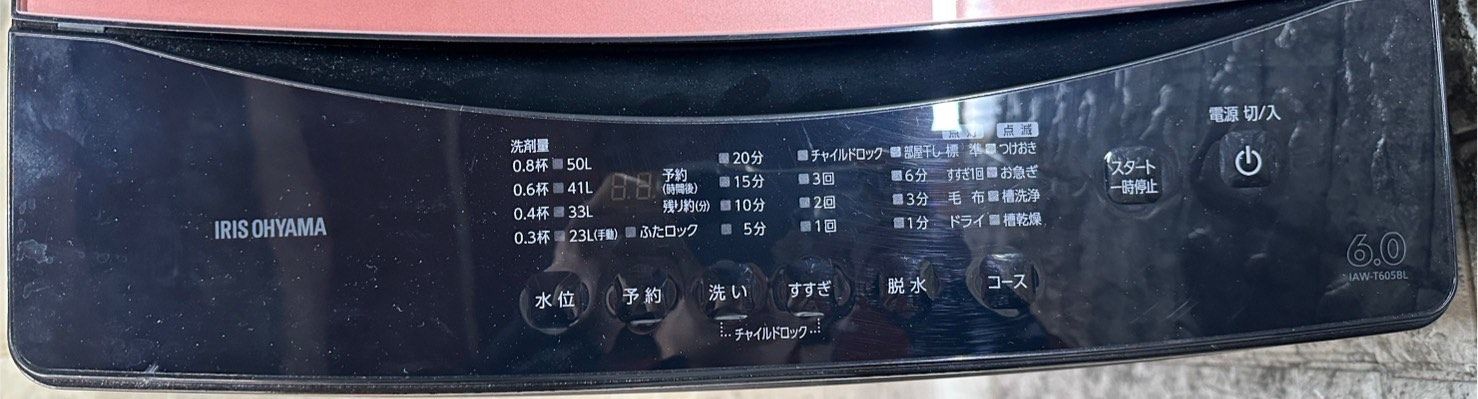 電源 切/入
洗剤量
0.8杯 50L
0.6杯 41L
0.4杯 33L
0.3杯 23L(手動)
ふたロック
予約
(時間後)
残り約(分)
20分
15分
10分
5分
チャイルドロック
3回
2回
1回
部屋干し
6分
3分
1分
点灯 点滅
標準 つけおき
すすぎ1回 お急ぎ
毛布 槽洗浄
ドライ 槽乾燥
スタート
一時停止
IRIS OHYAMA
水位
予約
洗い
すすぎ
脱水
コース
チャイルドロック
6.0
IAW-T605BL